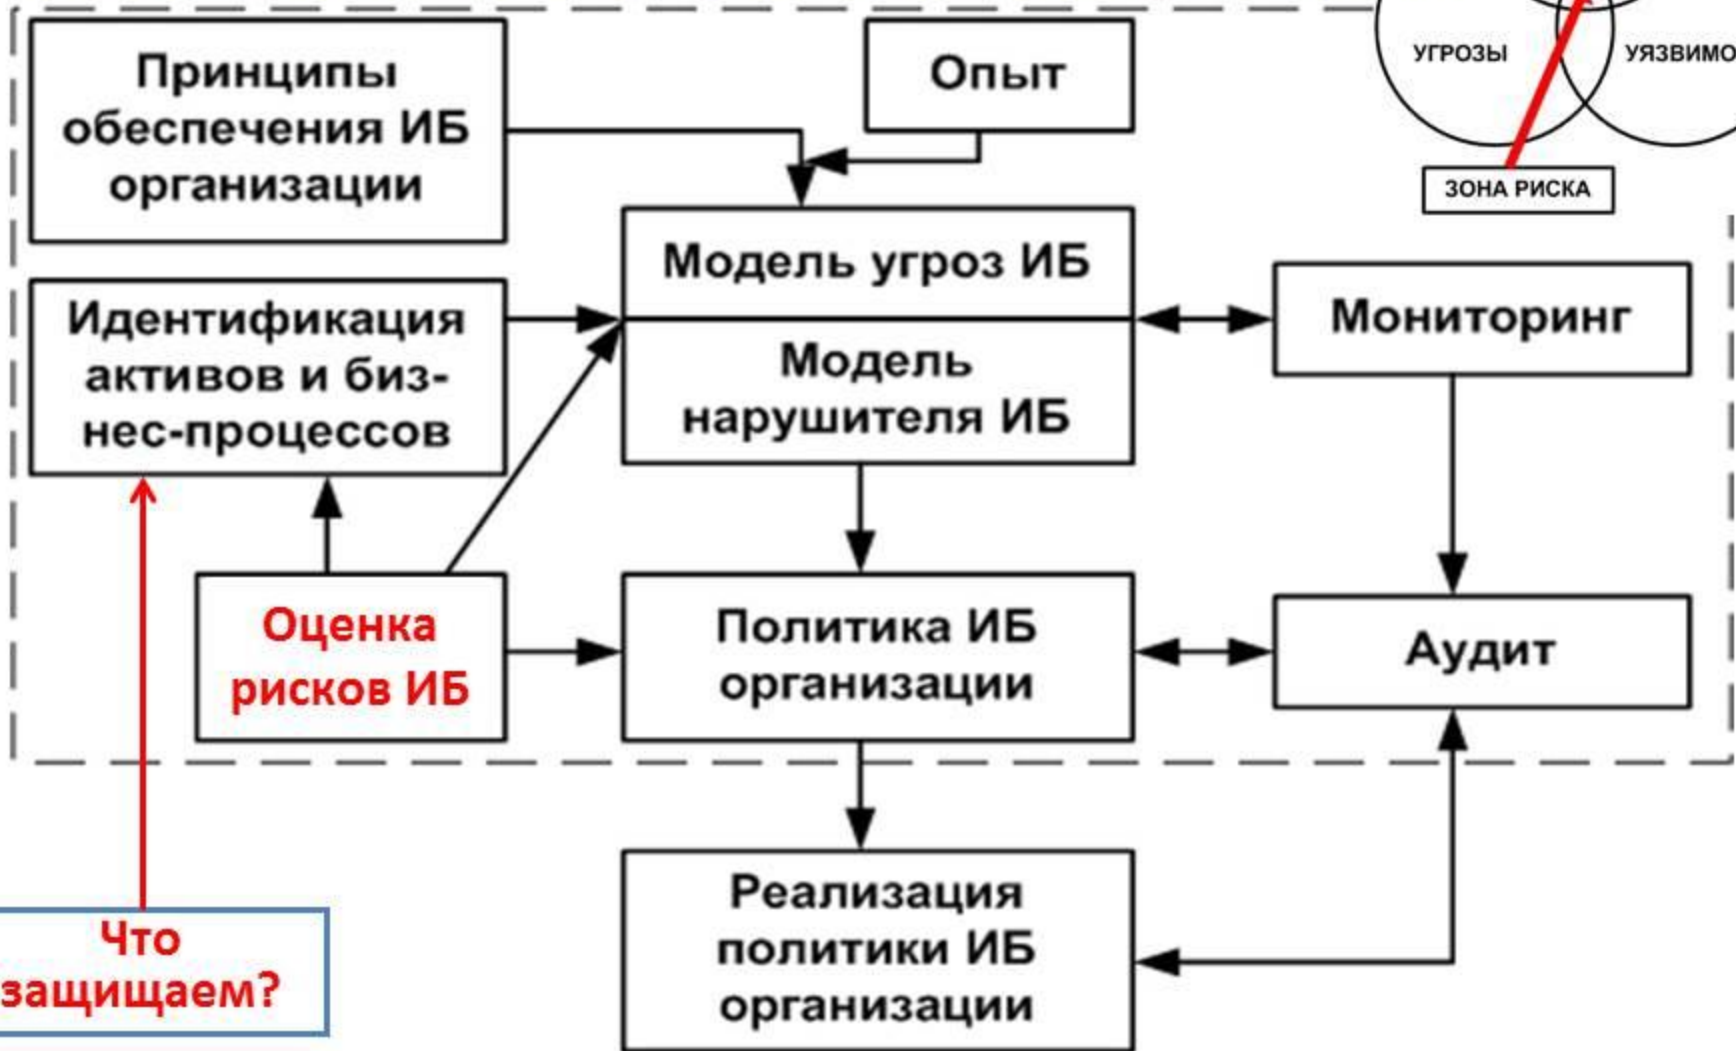 Принципы
обеспечения ИБ
организации
Опыт
УГРОЗЫ
ЗОНА РИСКА
Модель угроз ИБ
Модель
нарушителя ИБ
Идентификация
активов и биз-
нес-процессов
Мониторинг
Оценка
рисков ИБ
Политика ИБ
организации
Аудит
Что
защищаем?
Реализация
политики ИБ
организации